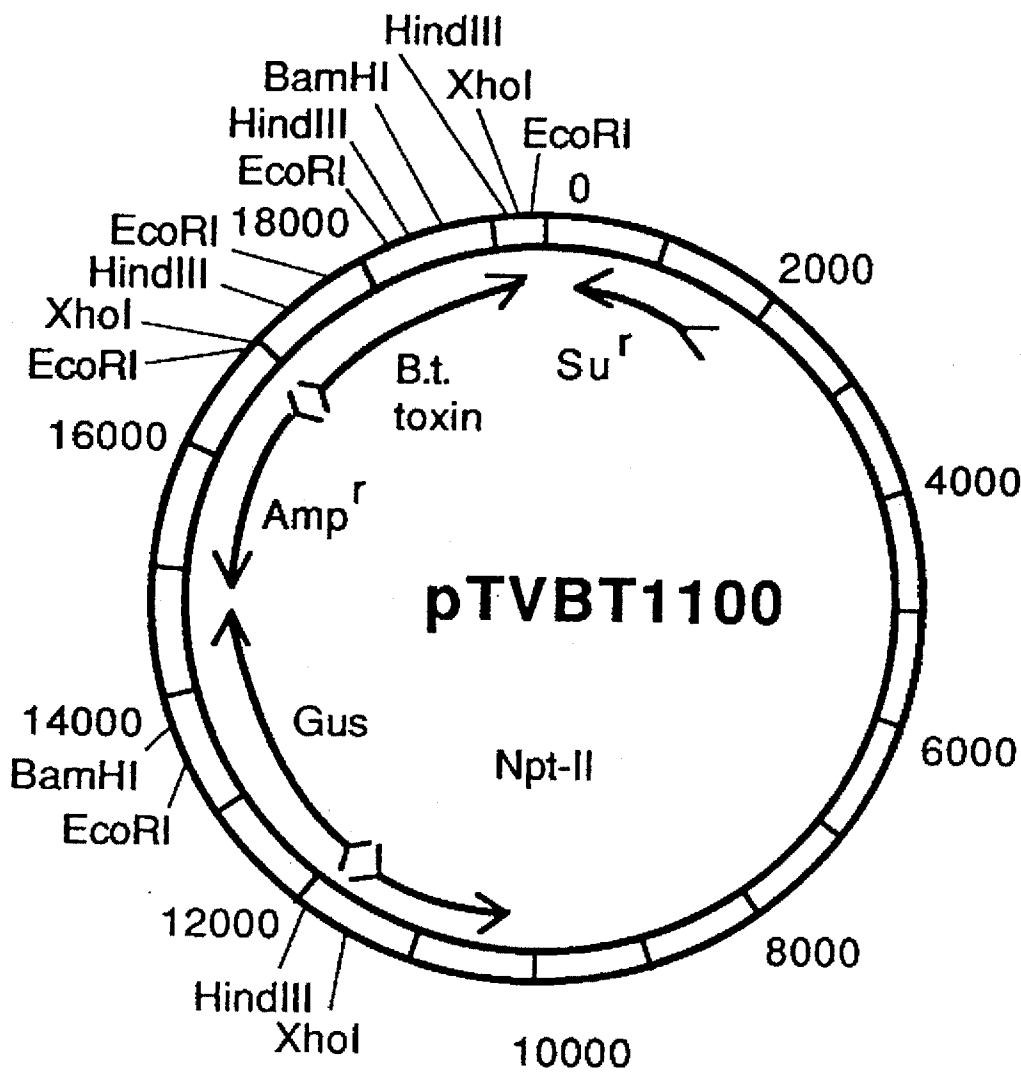 HindIII
XhoI
BamHI
EcoRI
HindIII
EcoRI
0
18000
EcoRI
HindIII
2000
XhoI
EcoRI
B.t.
toxin
Su r
16000
4000
Amp r
pTVBT1100
14000
Gus
Npt-II
6000
BamHI
EcoRI
12000
8000
HindIII
XhoI
10000